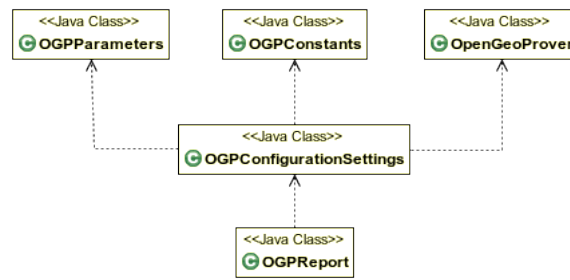 <<Java Class>>
OGPParameters
<<Java Class>>
OGPConstants
<<Java Class>>
OpenGeoProver
<<Java Class>>
OGPConfigurationSettings
<<Java Class>>
OGPReport